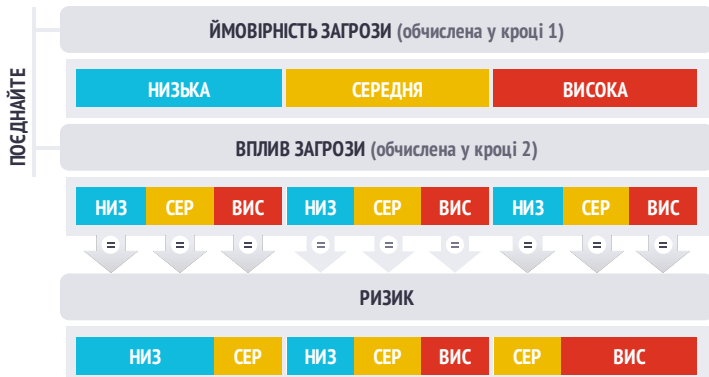 ПОЄДНАЙТЕ
ЙМОВІРНІСТЬ ЗАГРОЗИ (обчислена у кроці 1)
НИЗЬКА СЕРЕДНЯ ВИСОКА
ВПЛИВ ЗАГРОЗИ (обчислена у кроці 2)
НИЗ СЕР ВИС НИЗ СЕР ВИС НИЗ СЕР ВИС
= = = = = = = = =
РИЗИК
НИЗ СЕР НИЗ СЕР ВИС СЕР ВИС